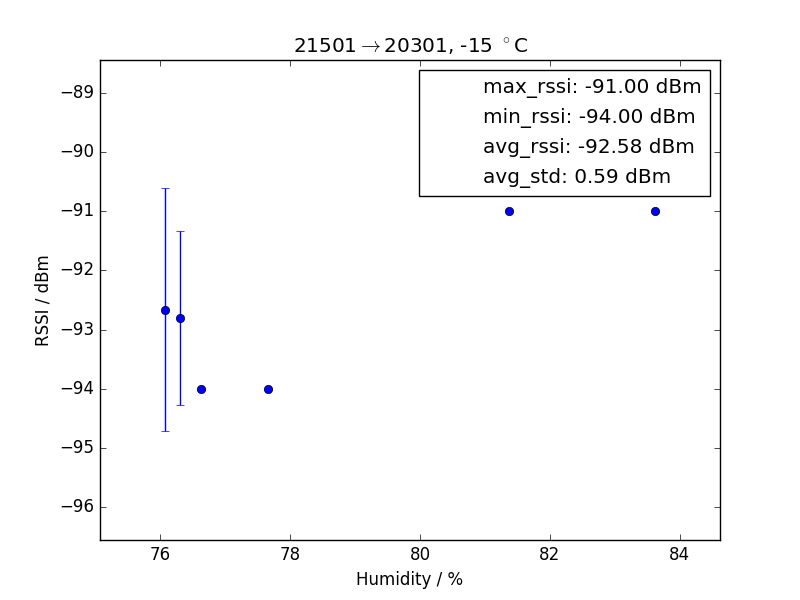 21501→20301, -15 °C
max_rssi: -91.00 dBm
min_rssi: -94.00 dBm
avg_rssi: -92.58 dBm
avg_std: 0.59 dBm
RSSI / dBm
−89
−90
−91
−92
−93
−94
−95
−96
76 78 80 82 84
Humidity / %